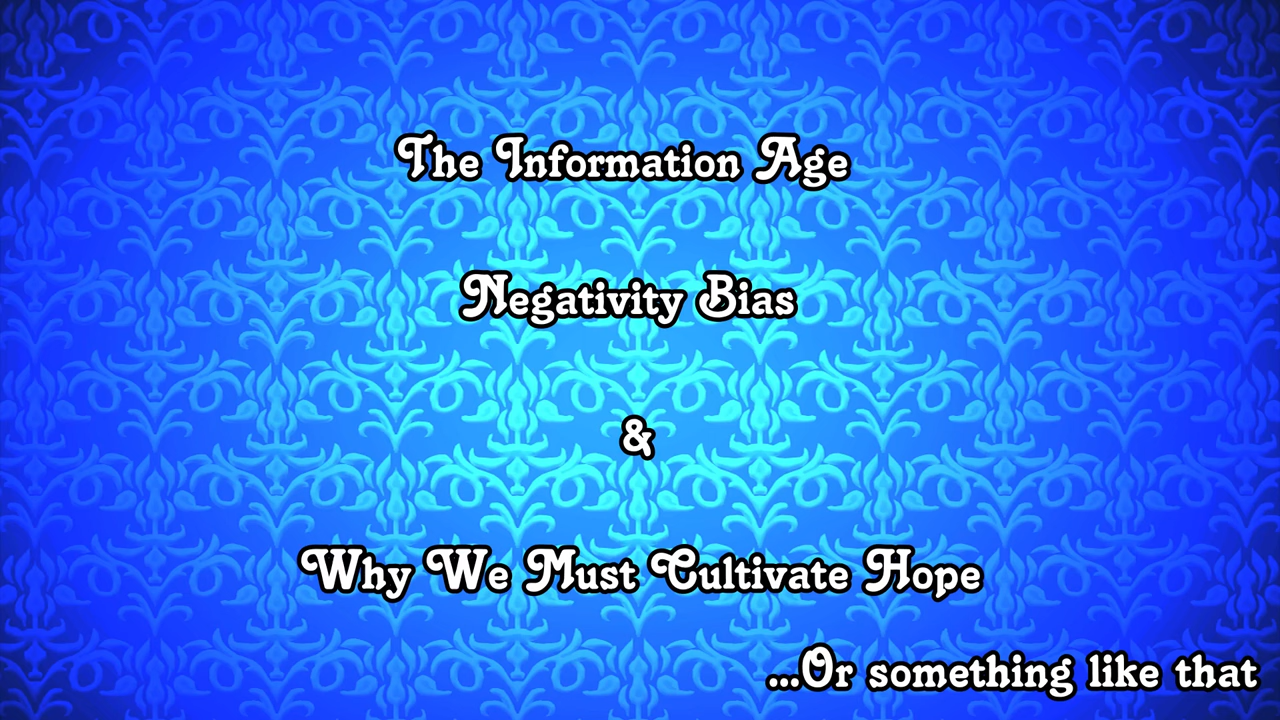 The Information Age
Negativity Bias
&
Why We Must Cultivate Hope
...Or something like that